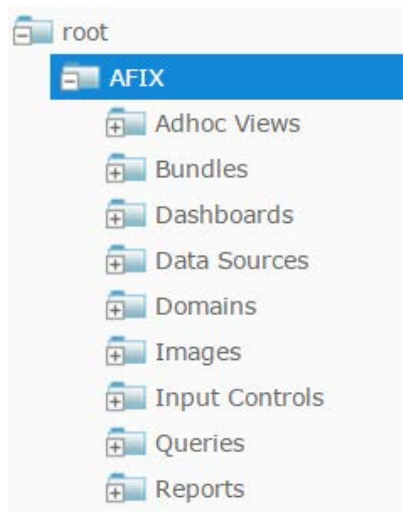 root
AFIX
Adhoc Views
Bundles
Dashboards
Data Sources
Domains
Images
Input Controls
Queries
Reports